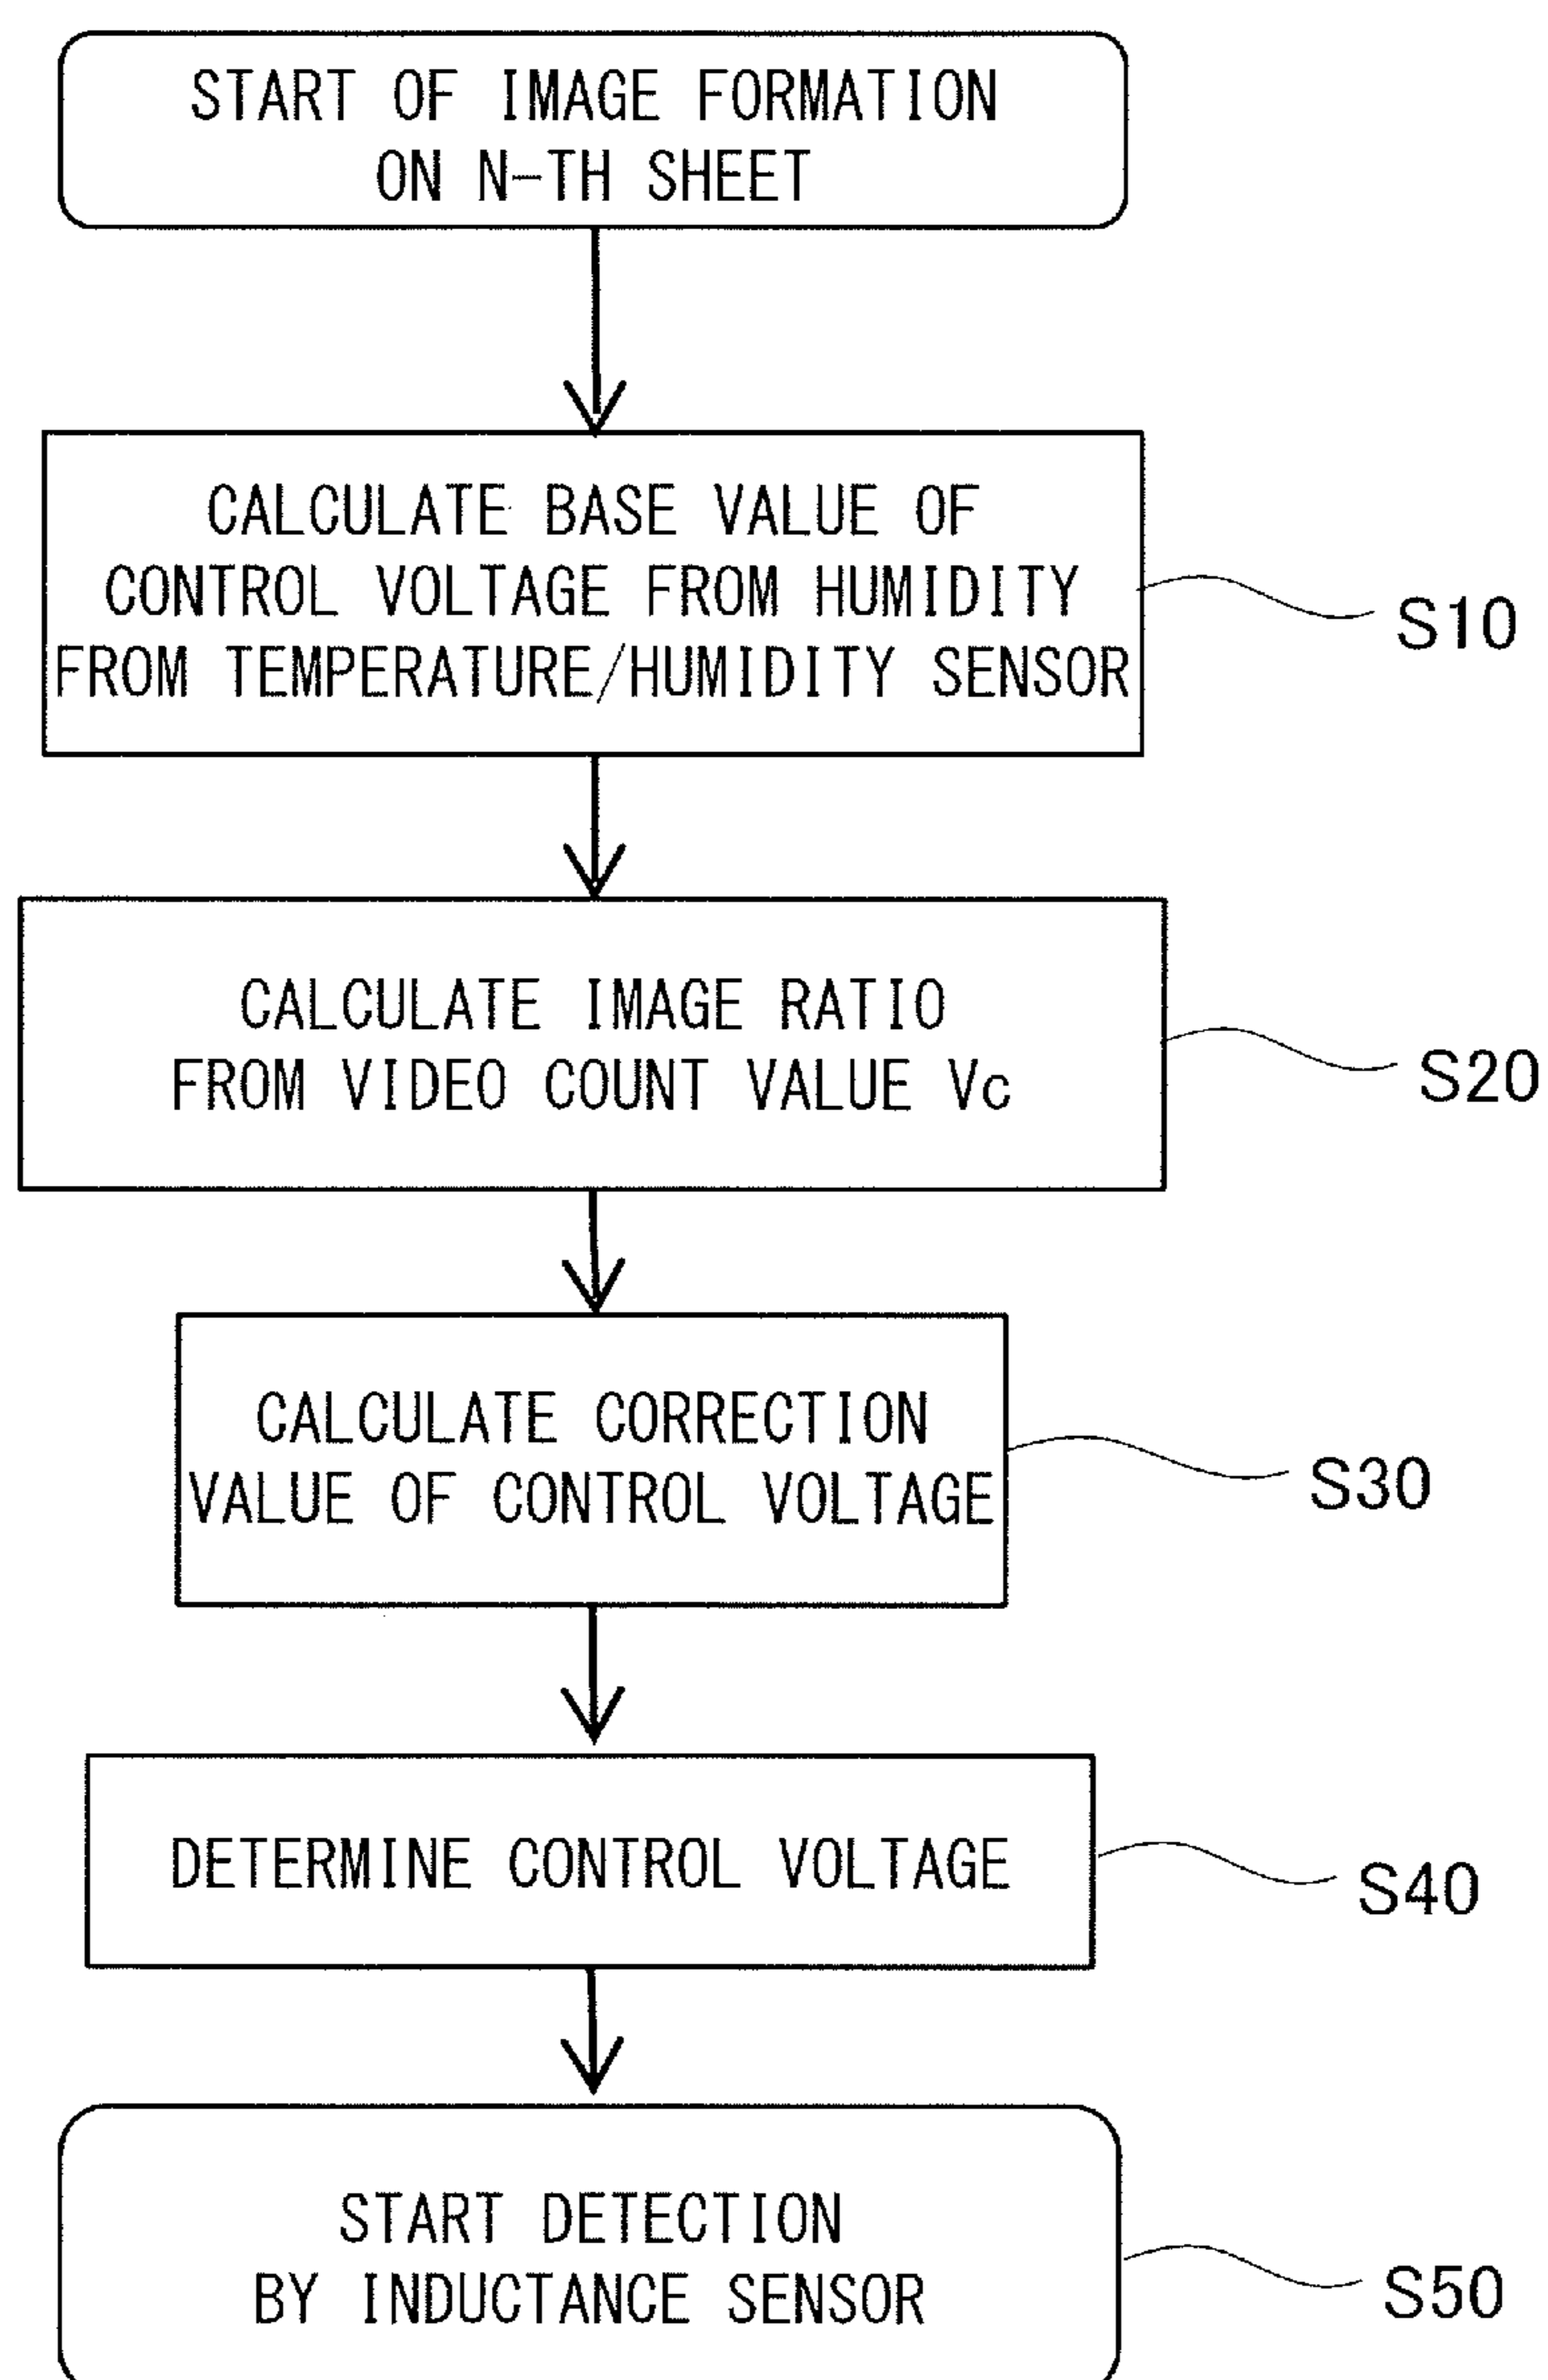 START OF IMAGE FORMATION
ON N-TH SHEET
CALCULATE BASE VALUE OF
CONTROL VOLTAGE FROM HUMIDITY
FROM TEMPERATURE/HUMIDITY SENSOR
S10
CALCULATE IMAGE RATIO
FROM VIDEO COUNT VALUE Vc
S20
CALCULATE CORRECTION
VALUE OF CONTROL VOLTAGE
S30
DETERMINE CONTROL VOLTAGE
S40
START DETECTION
BY INDUCTANCE SENSOR
S50